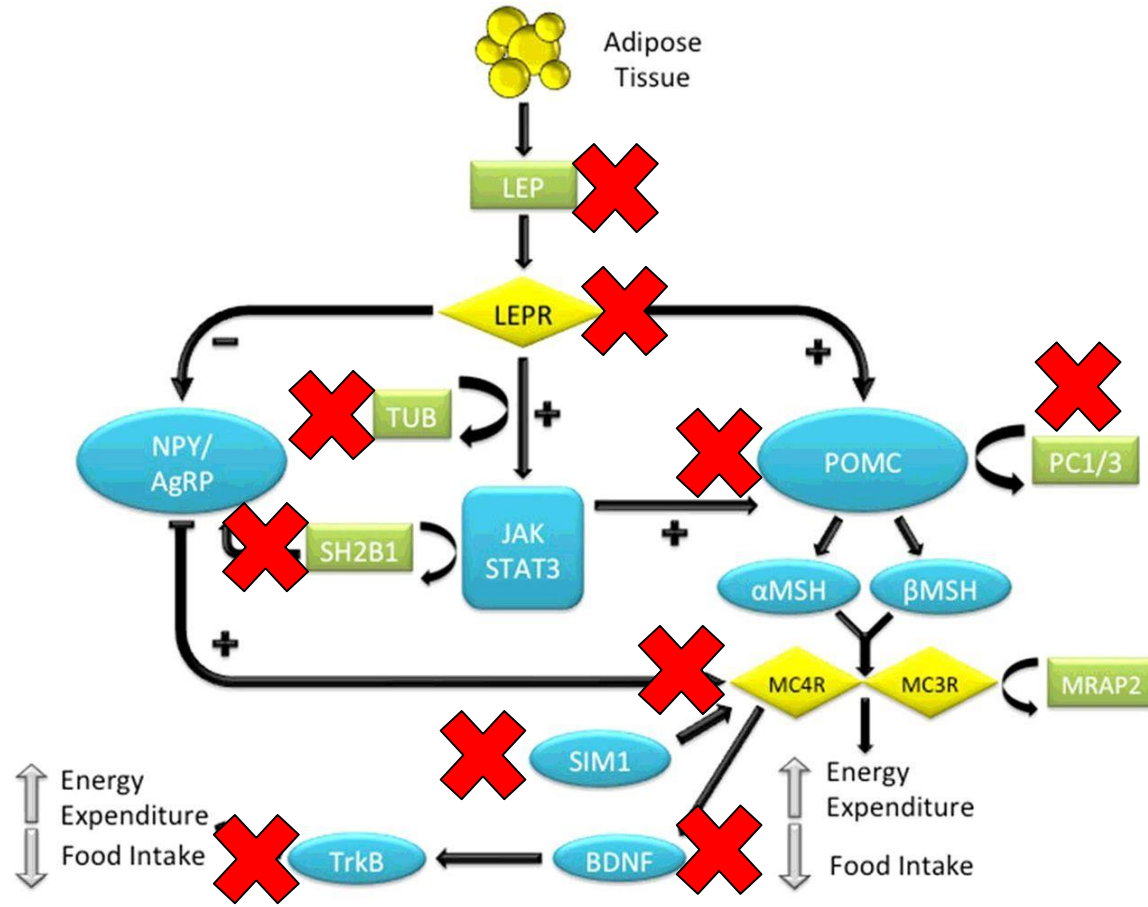 Adipose
Tissue
LEP
LEPR
−
+
+
TUB
NPY/
AgRP
POMC
PC1/3
SH2B1
JAK
STAT3
+
αMSH
βMSH
+
MC4R
MC3R
MRAP2
SIM1
Energy
Expenditure
Food Intake
Energy
Expenditure
Food Intake
TrkB
BDNF